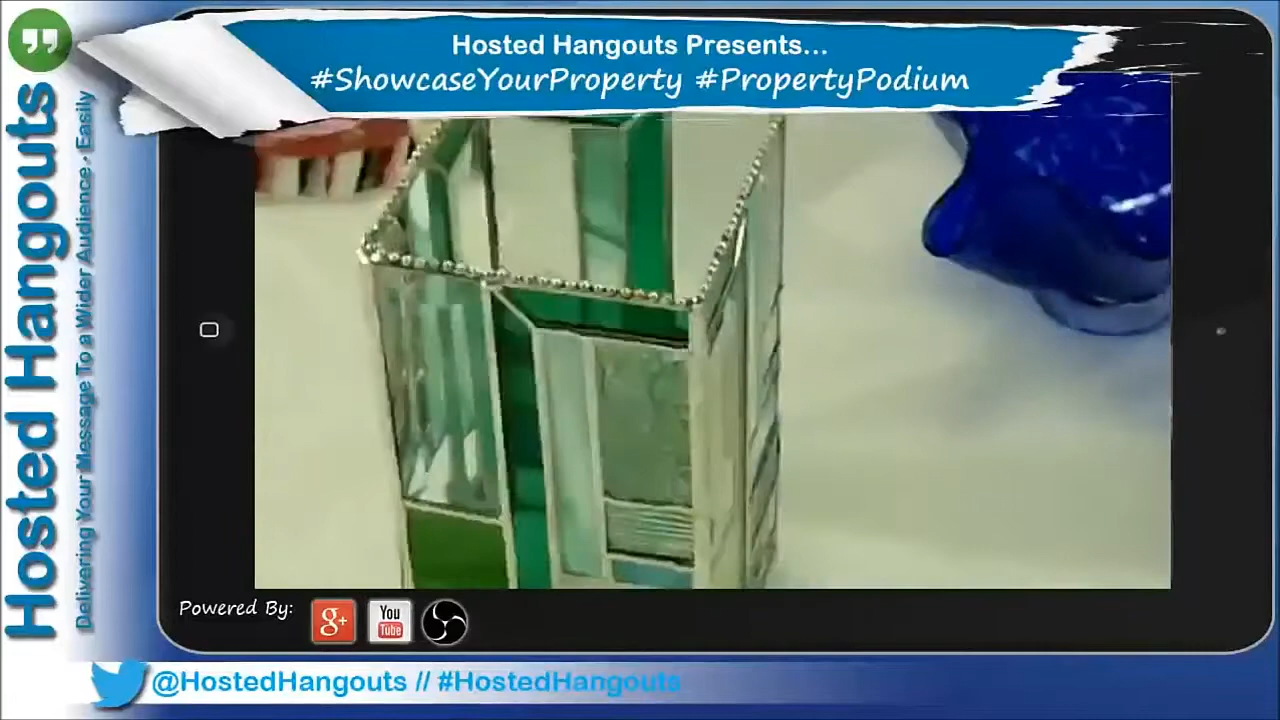 Hosted Hangouts Presents...
#ShowcaseYourProperty #PropertyPodium
Hosted Hangouts
Delivering Your Message To a Wider Audience - Easily
Powered By:
g+
You
Tube
@HostedHangouts // #HostedHangouts